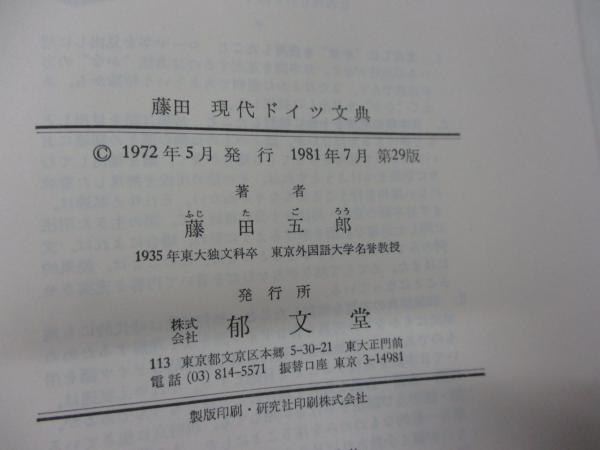 藤田 現代ドイツ文典
© 1972年5月 発行 1981年7月 第29版
著者
ふじ た ご ろう
藤田五郎
1935年東大独文科卒 東京外国語大学名誉教授
発行所
株式会社 郁文堂
113 東京都文京区本郷 5-30-21 東大正門前
電話 (03) 814-5571 振替口座 東京 3-14981
製版印刷・研究社印刷株式会社